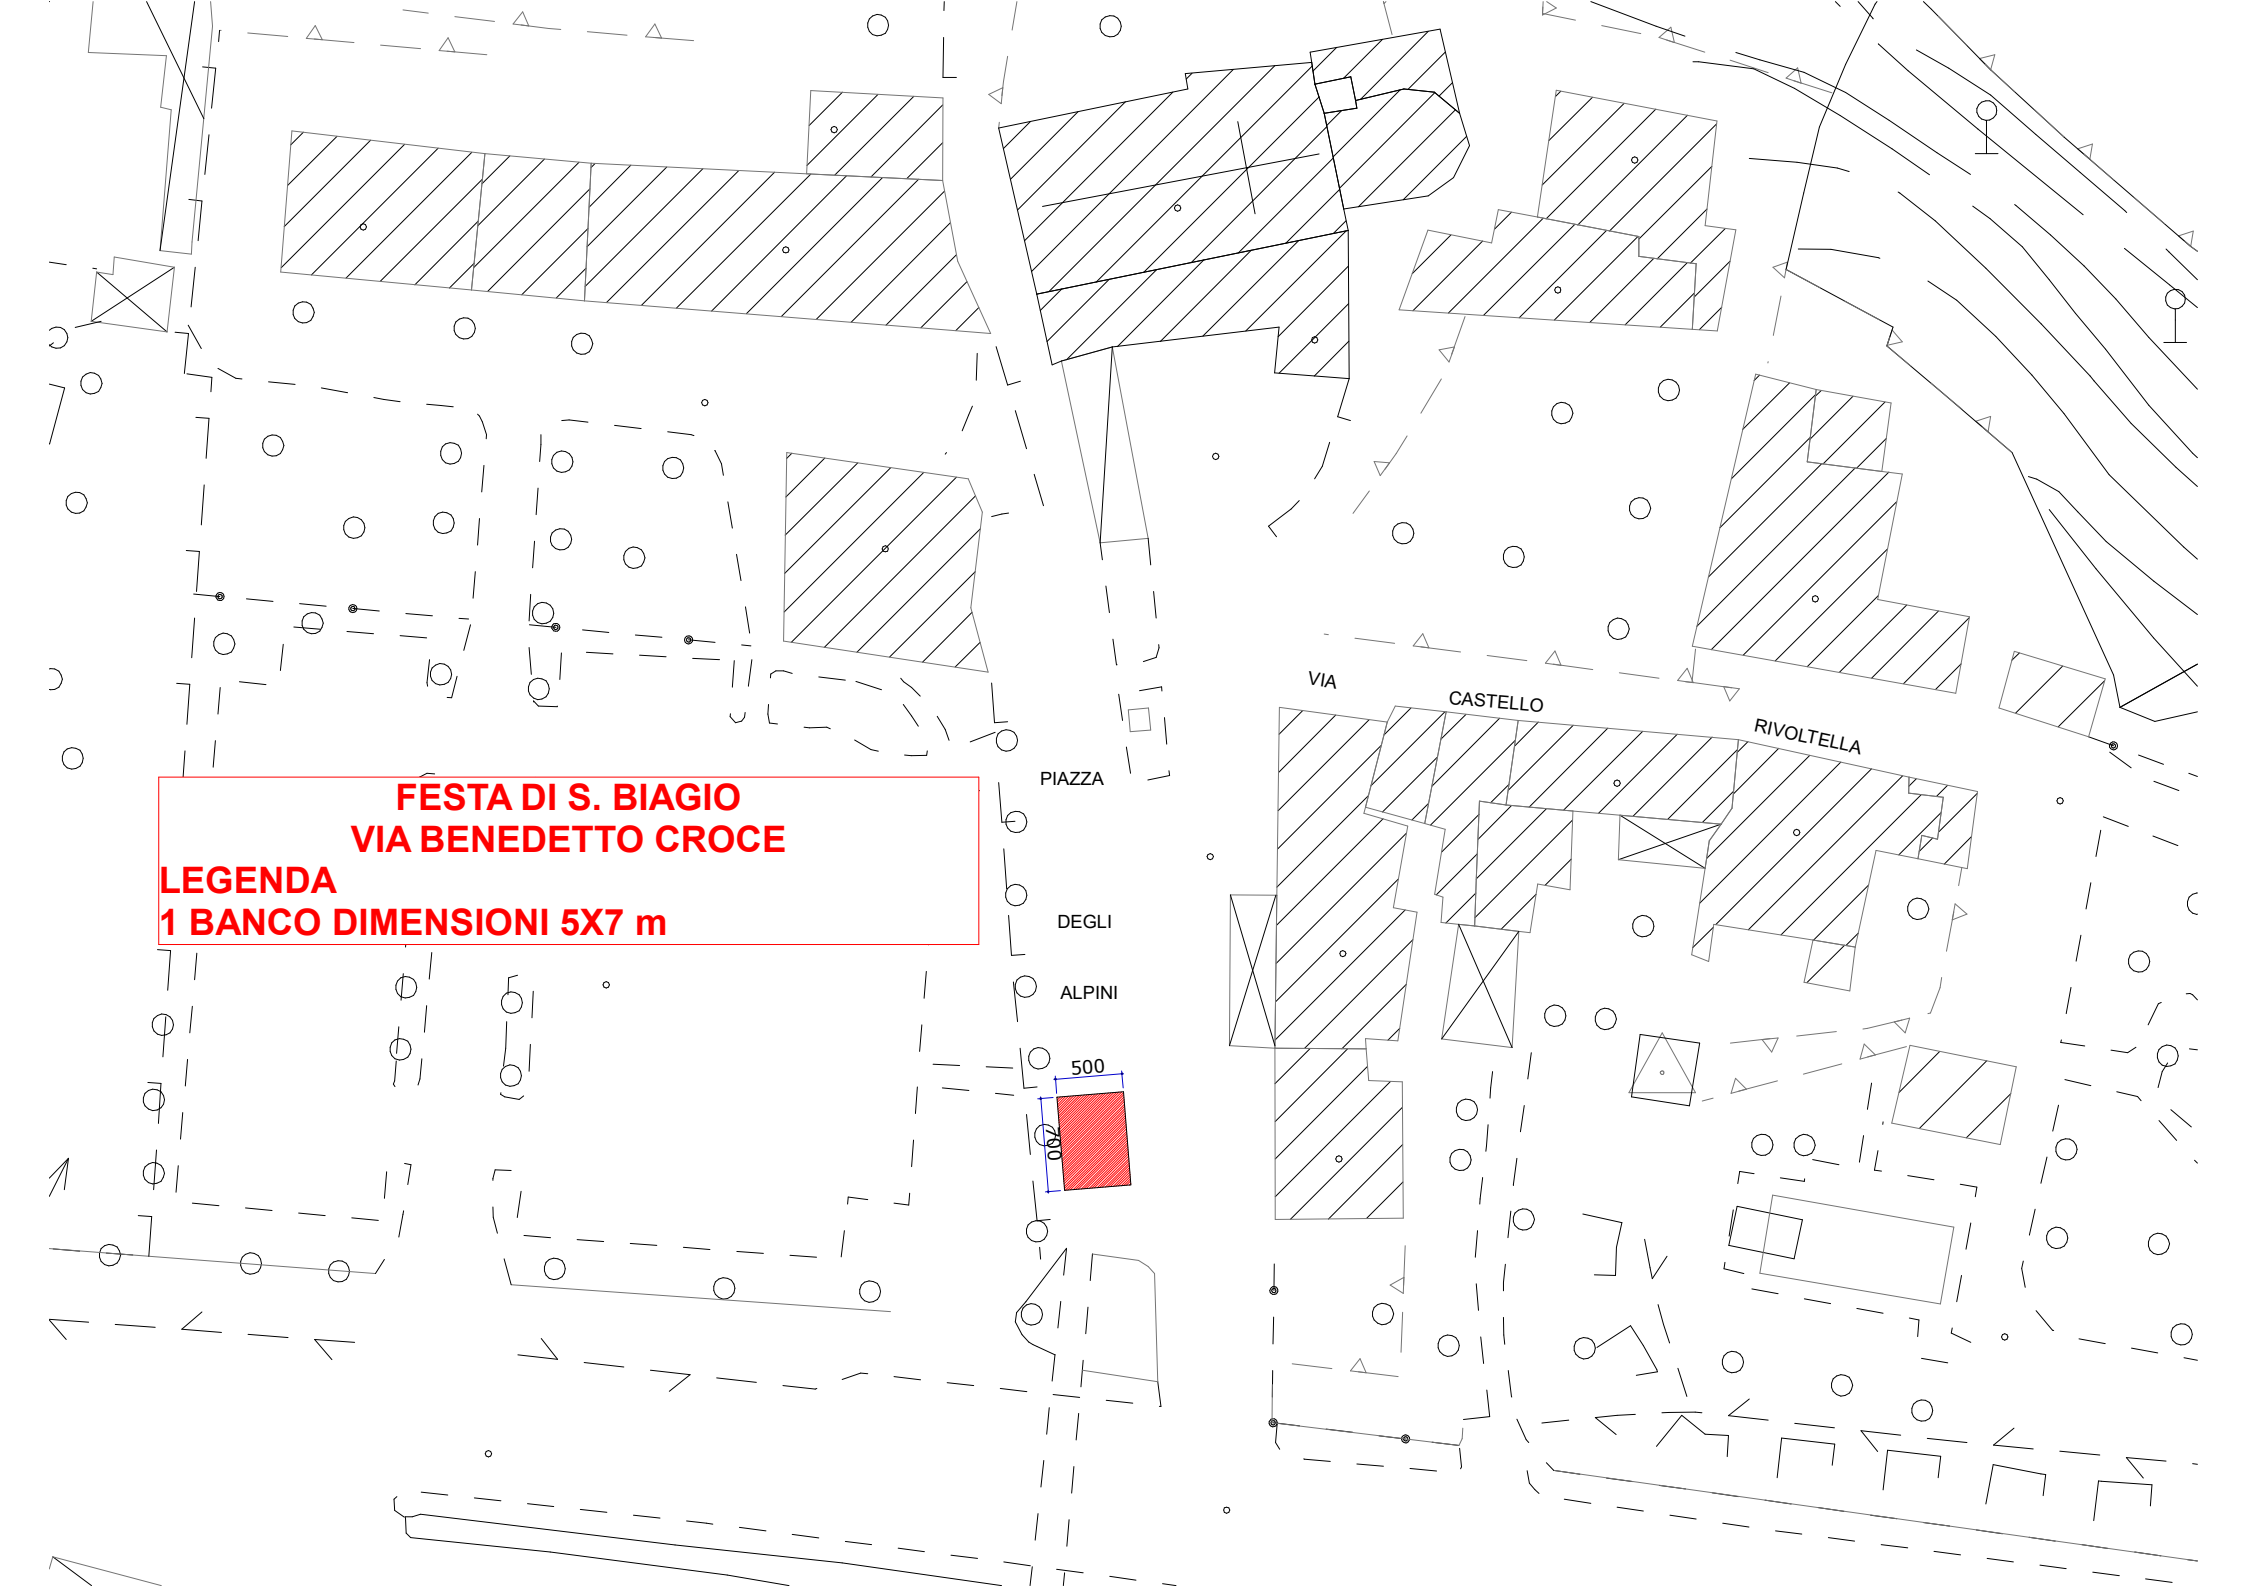 VIA
CASTELLO
RIVOLTELLA
PIAZZA
FESTA DI S. BIAGIO
VIA BENEDETTO CROCE
LEGENDA
1 BANCO DIMENSIONI 5X7 m
DEGLI
ALPINI
500
700